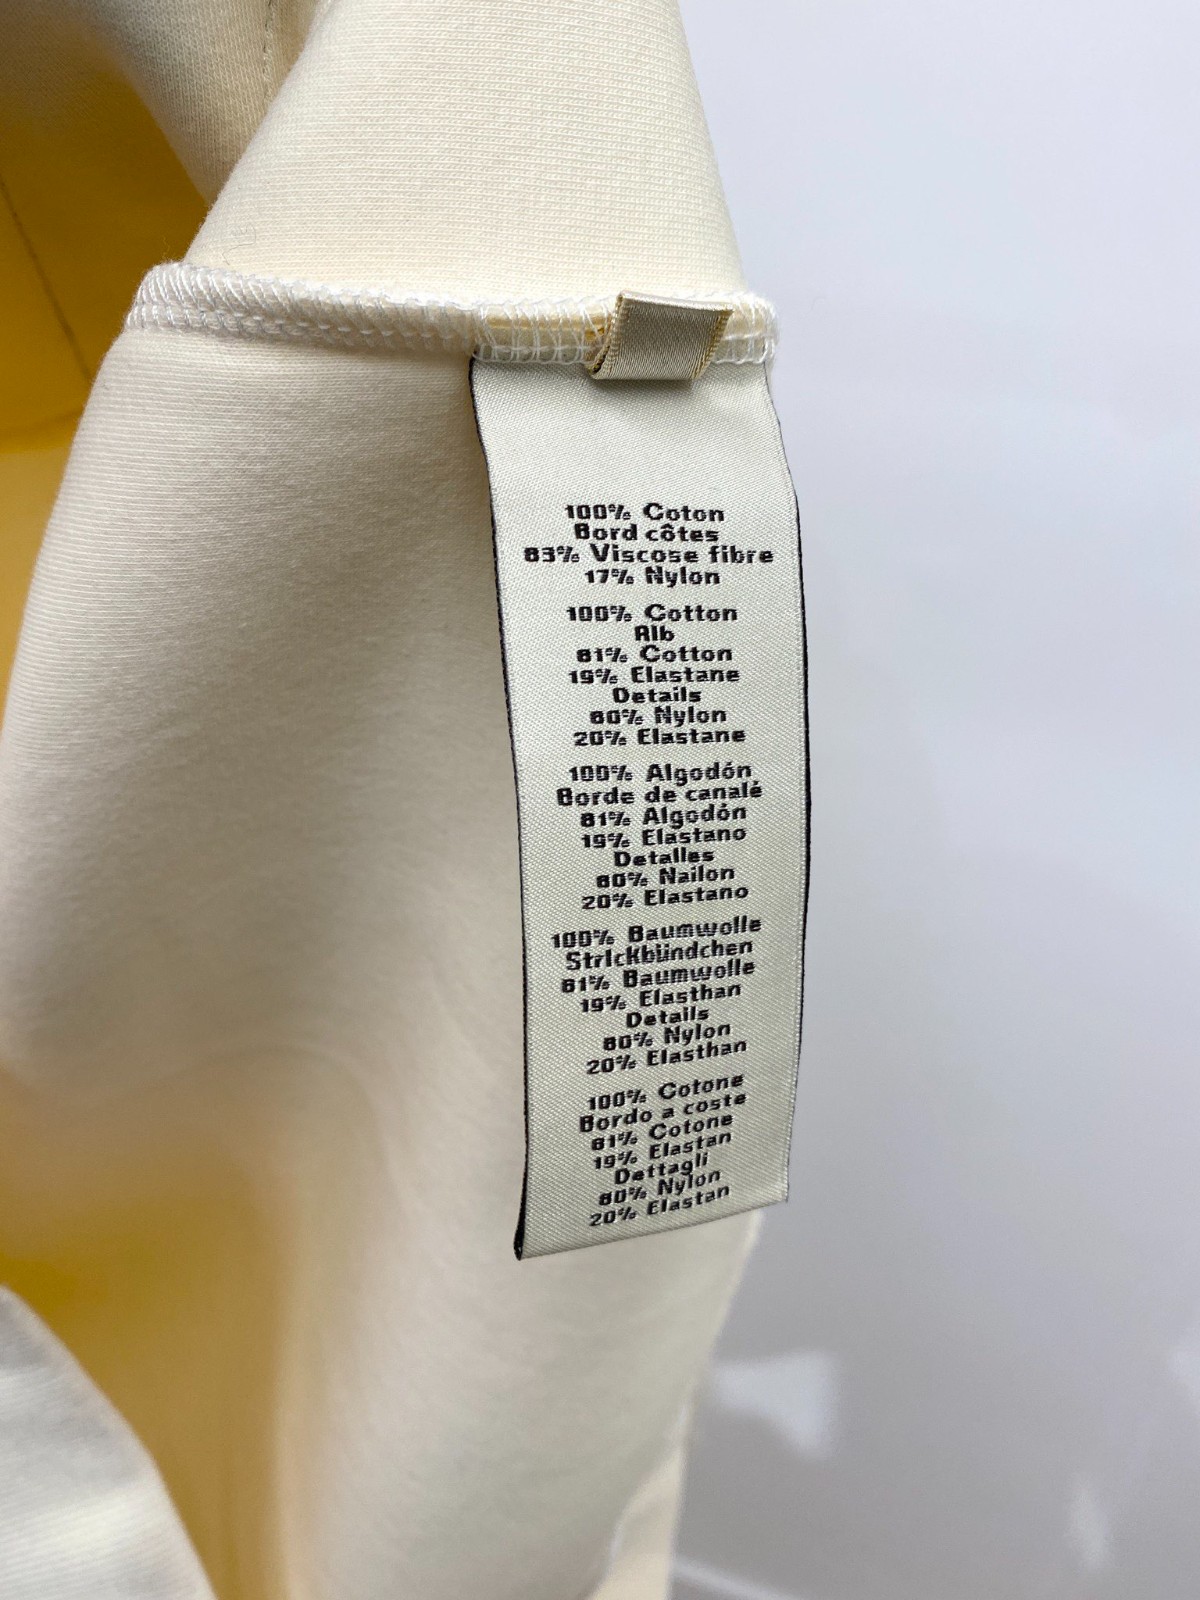 100% Coton
Bord côtes
83% Viscose fibre
17% Nylon
100% Cotton
Rib
81% Cotton
19% Elastane
Details
80% Nylon
20% Elastane
100% Algodón
Borde de canalé
81% Algodón
19% Elastano
Detalles
80% Nailon
20% Elastano
100% Baumwolle
Strickbündchen
81% Baumwolle
19% Elasthan
Details
80% Nylon
20% Elasthan
100% Cotone
Bordo a coste
81% Cotone
19% Elastan
Dettagli
80% Nylon
20% Elastan